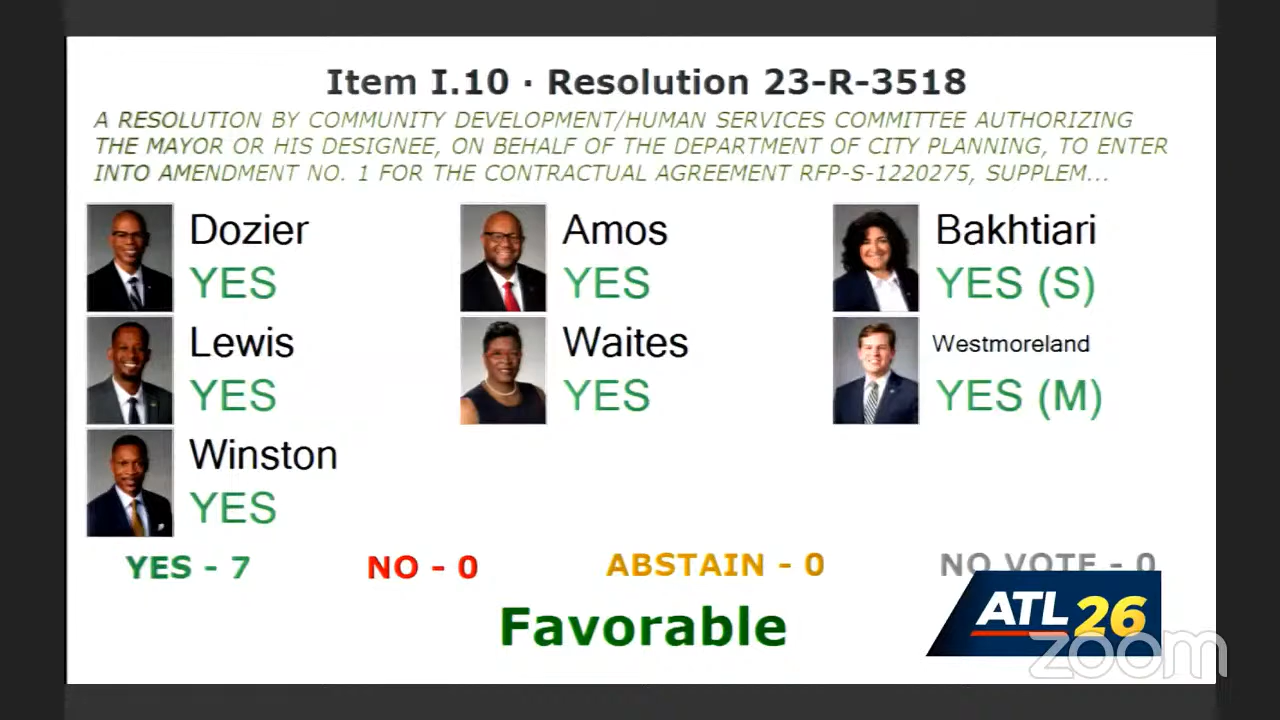 Item I.10 · Resolution 23-R-3518
A RESOLUTION BY COMMUNITY DEVELOPMENT/HUMAN SERVICES COMMITTEE AUTHORIZING
THE MAYOR OR HIS DESIGNEE, ON BEHALF OF THE DEPARTMENT OF CITY PLANNING, TO ENTER
INTO AMENDMENT NO. 1 FOR THE CONTRACTUAL AGREEMENT RFP-S-1220275, SUPPLEM...
Dozier
YES
Amos
YES
Bakhtiari
YES (S)
Lewis
YES
Waites
YES
Westmoreland
YES (M)
Winston
YES
YES - 7
NO - 0
ABSTAIN - 0
NO VOTE - 0
Favorable
ATL 26
zoom